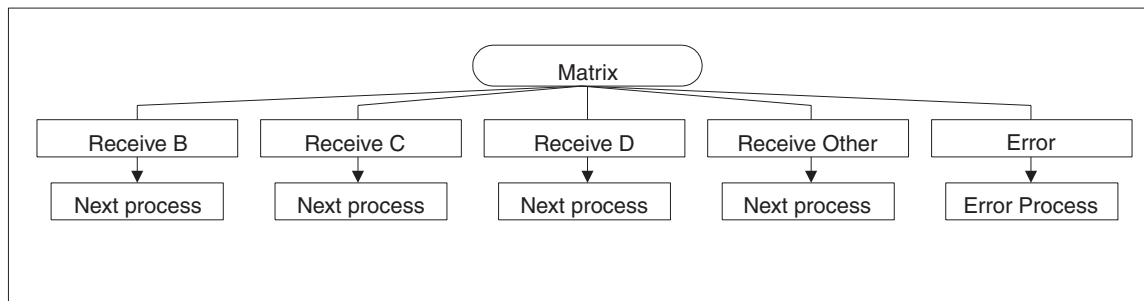 Matrix
Receive B
Receive C
Receive D
Receive Other
Error
Next process
Next process
Next process
Next process
Error Process